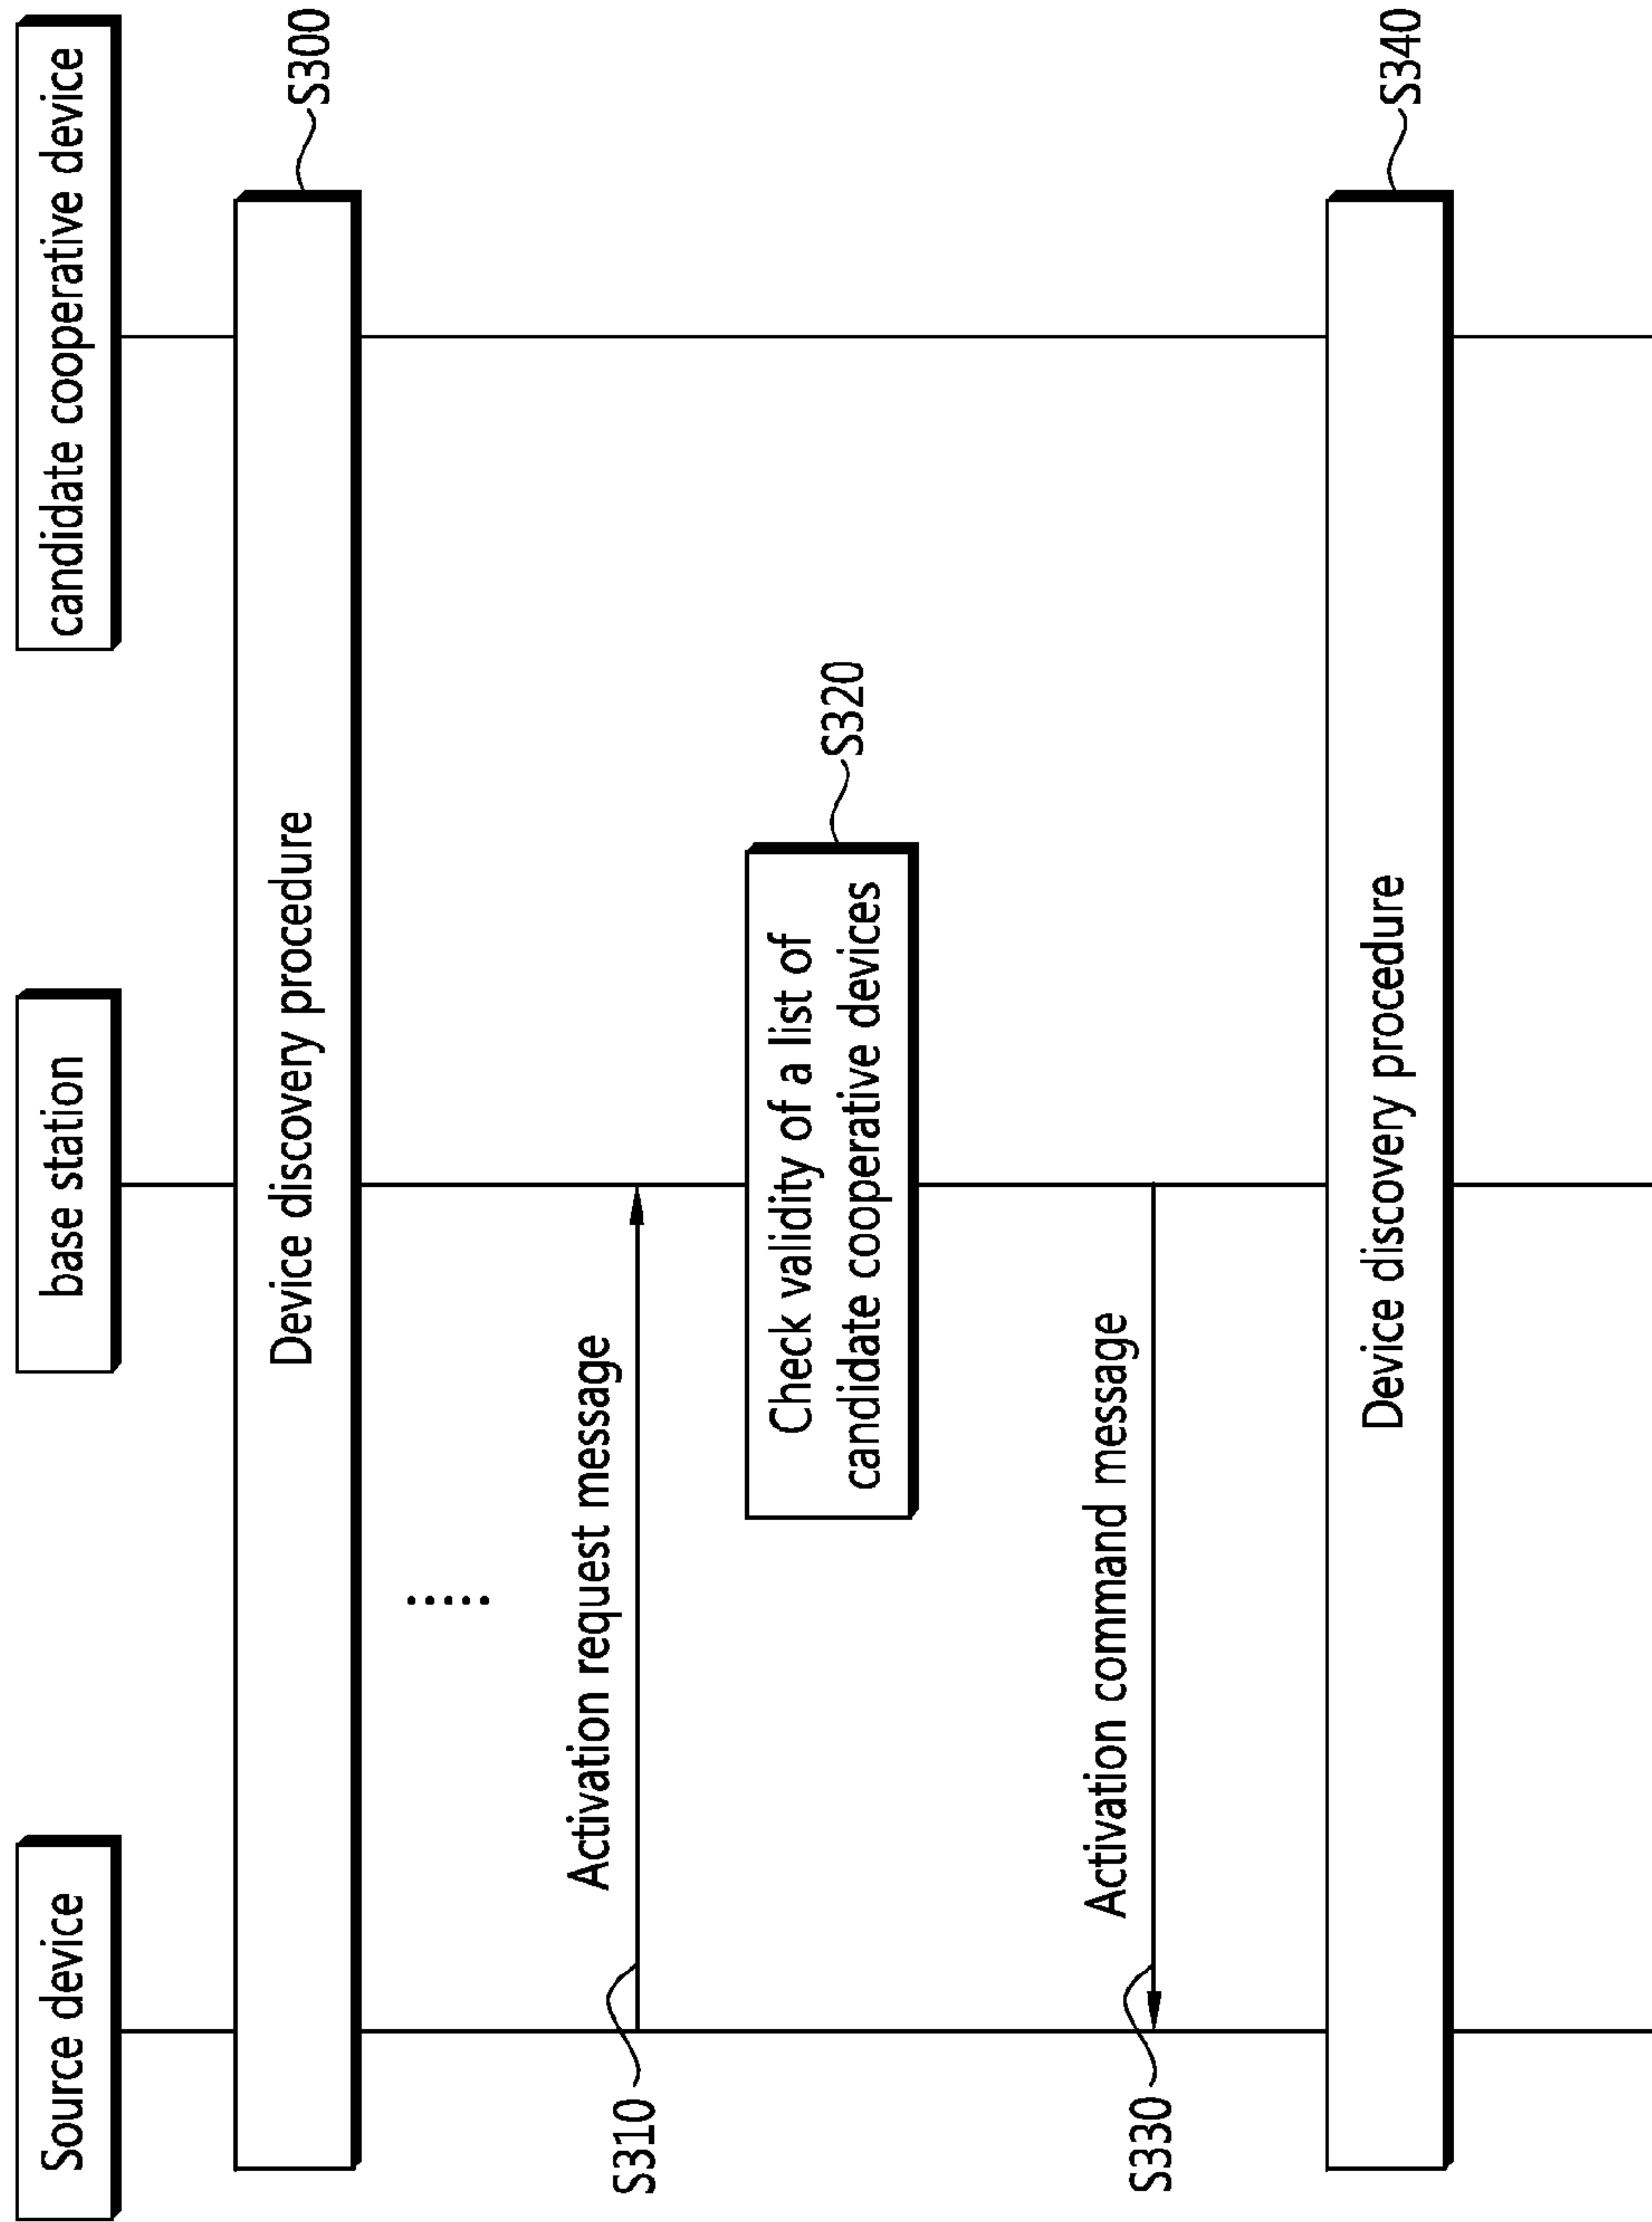 Source device
base station
candidate cooperative device
Device discovery procedure
S300
.....
Activation request message
S310
Check validity of a list of
candidate cooperative devices
S320
Activation command message
S330
Device discovery procedure
S340